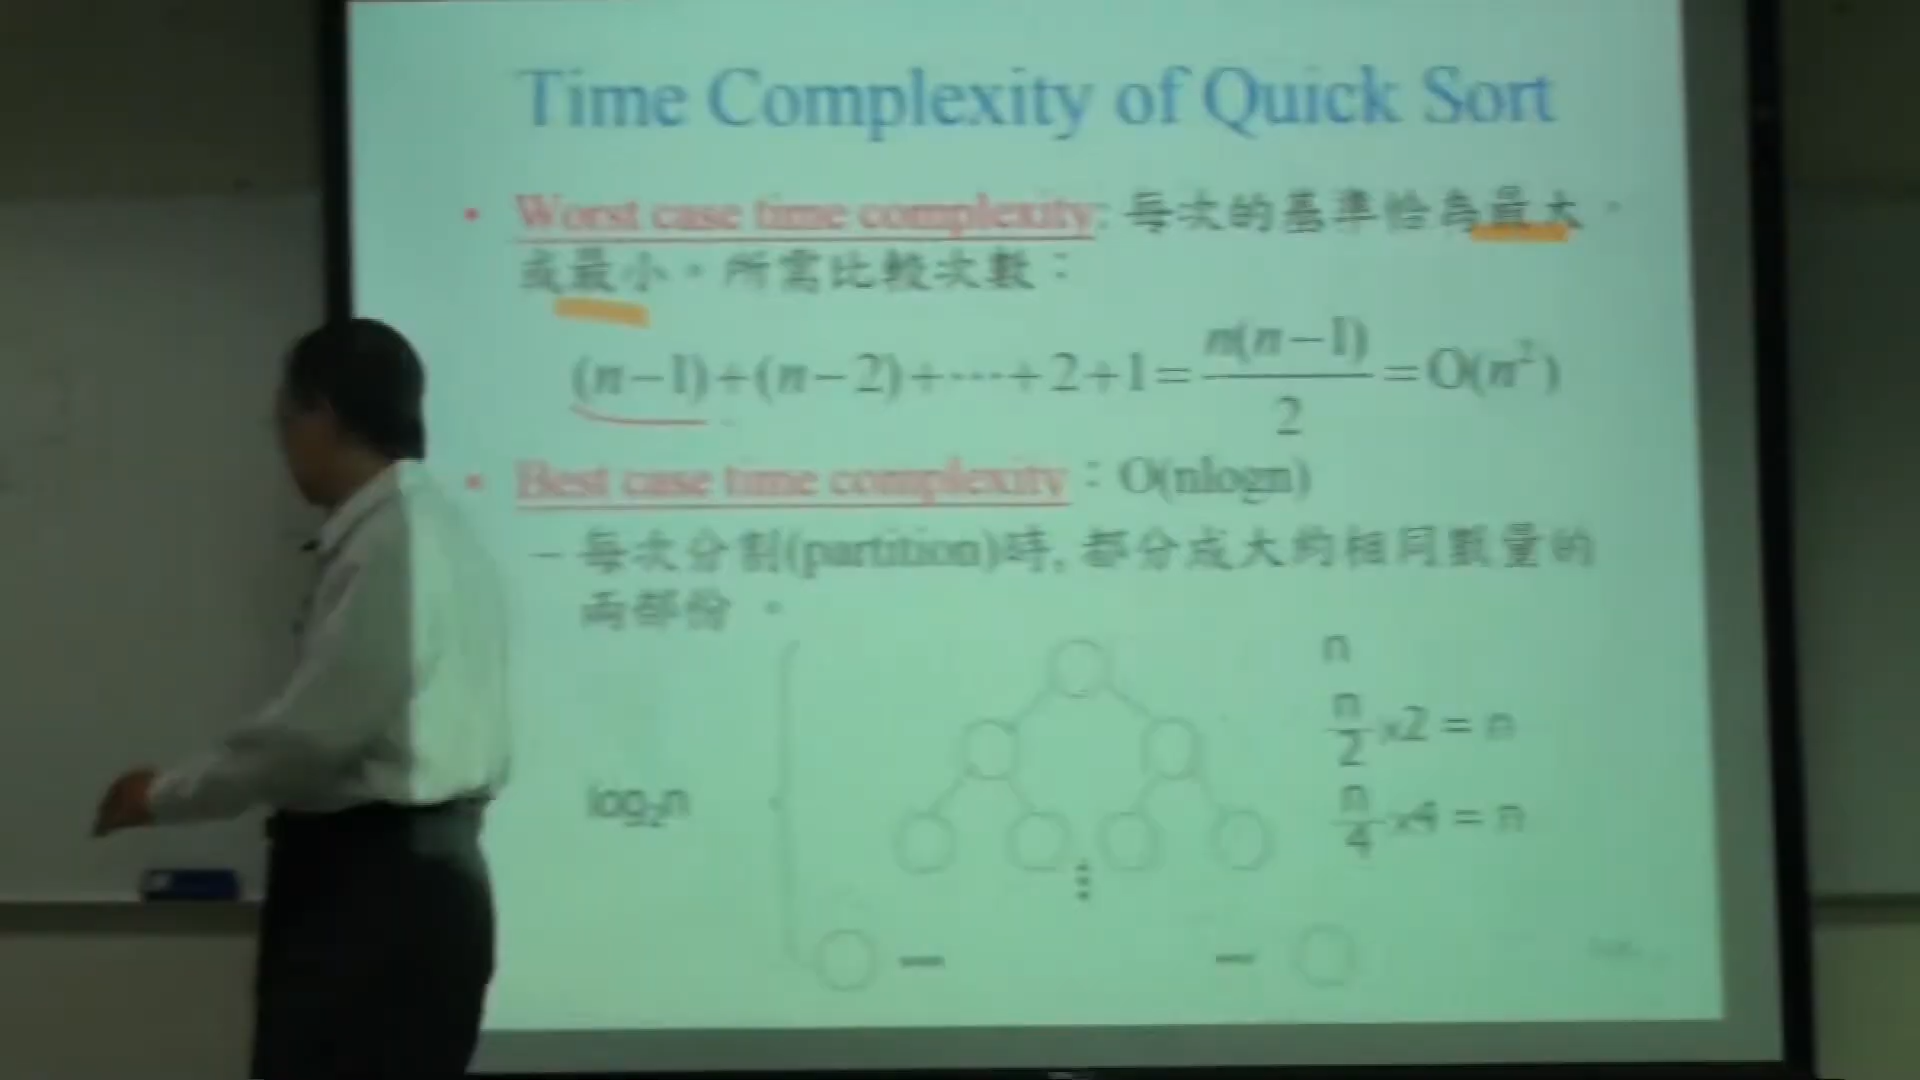 Time Complexity of Quick Sort
• Worst case time complexity: 每次的基準恰為最大,
或最小。所需比較次數:
(n−1)+(n−2)+⋯+2+1=n(n−1)/2=O(n²)
• Best case time complexity:O(nlogn)
– 每次分割(partition)時, 都分成大約相同數量的
兩部份。
n
n/2 x2 = n
log₂n
n/4 x4 = n